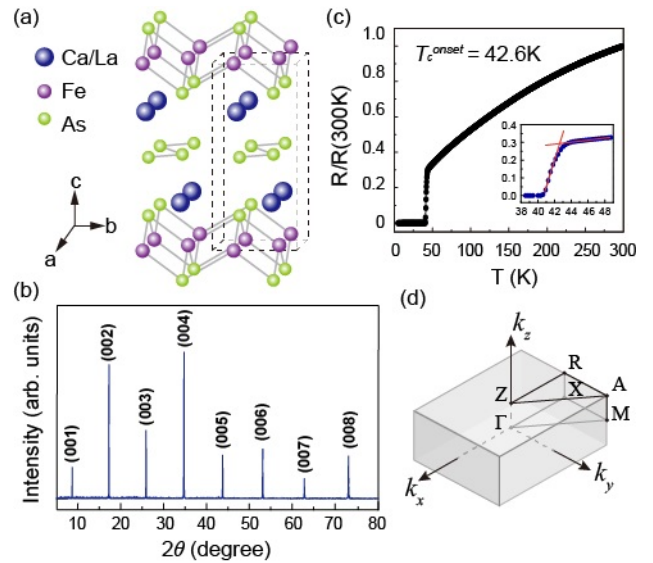 (a)
Ca/La
Fe
As
c
b
a
(b)
Intensity (arb. units)
(001)
(002)
(003)
(004)
(005)
(006)
(007)
(008)
10 20 30 40 50 60 70 80
2θ (degree)
(c)
T_c^onset = 42.6K
R/R(300K)
1.0
0.8
0.6
0.4
0.2
0.0
0 50 100 150 200 250 300
T (K)
0.4
0.3
0.2
0.1
0.0
38 40 42 44 46 48
(d)
k_z
R
Z
X
A
Γ
M
k_x
k_y